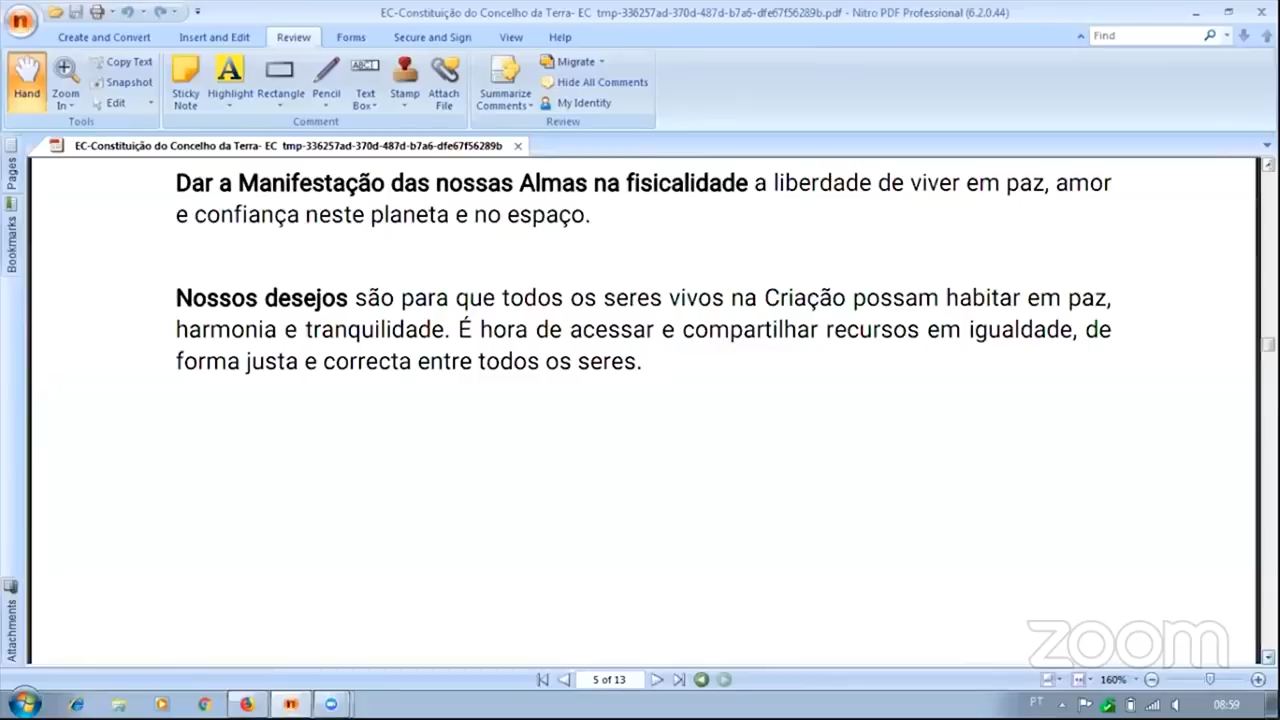 EC-Constituição do Concelho da Terra- EC tmp-336257ad-370d-487d-b7a6-dfe67f56289b.pdf - Nitro PDF Professional (6.2.0.44)
Create and Convert Insert and Edit Review Forms Secure and Sign View Help Find
Hand
Zoom In
Copy Text
Snapshot
Edit
Tools
Sticky Note
Highlight
Rectangle
Pencil
Text Box
Stamp
Attach File
Comment
Summarize Comments
Migrate
Hide All Comments
My Identity
Review
EC-Constituição do Concelho da Terra- EC tmp-336257ad-370d-487d-b7a6-dfe67f56289b
Pages
Bookmarks
Attachments
Dar a Manifestação das nossas Almas na fisicalidade a liberdade de viver em paz, amor
e confiança neste planeta e no espaço.
Nossos desejos são para que todos os seres vivos na Criação possam habitar em paz,
harmonia e tranquilidade. É hora de acessar e compartilhar recursos em igualdade, de
forma justa e correcta entre todos os seres.
zoom
5 of 13
160%
PT
08:59